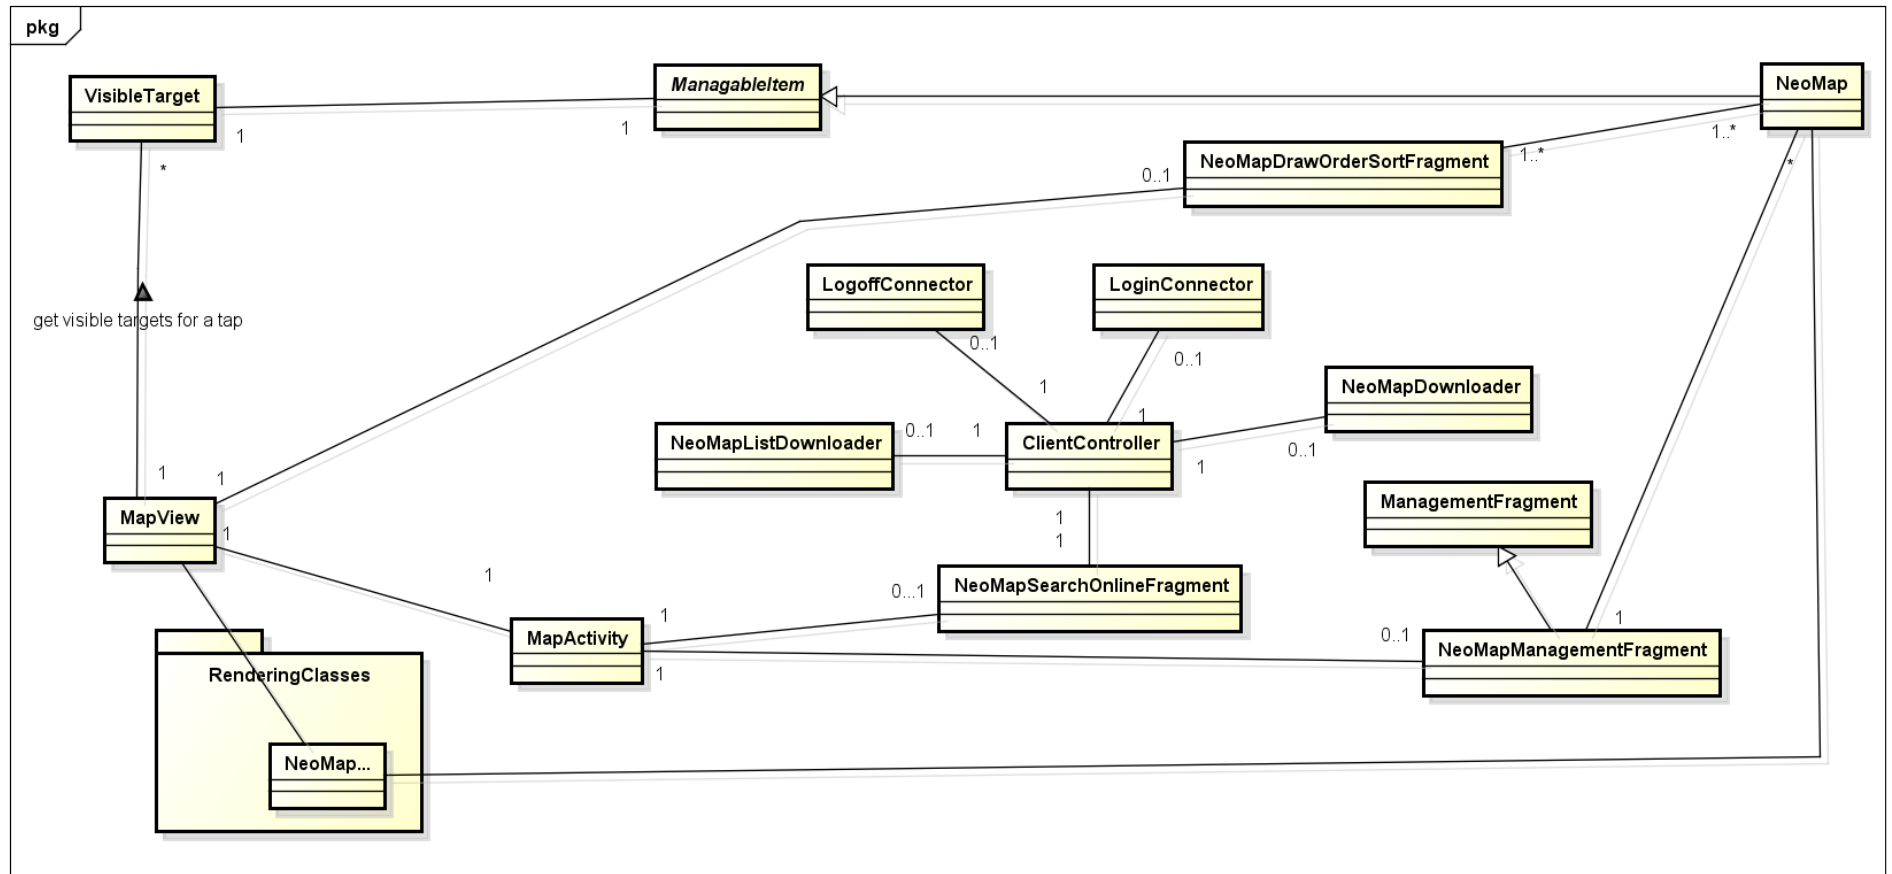 pkg
VisibleTarget
ManagableItem
NeoMap
1
1
1..*
1..*
NeoMapDrawOrderSortFragment
*
*
0..1
LogoffConnector
LoginConnector
get visible targets for a tap
0..1
0..1
NeoMapDownloader
1
1
0..1
1
NeoMapListDownloader
ClientController
0..1
1
1
1
ManagementFragment
MapView
1
1
1
1
NeoMapSearchOnlineFragment
0..1
1
1
MapActivity
0..1
NeoMapManagementFragment
1
RenderingClasses
NeoMap...